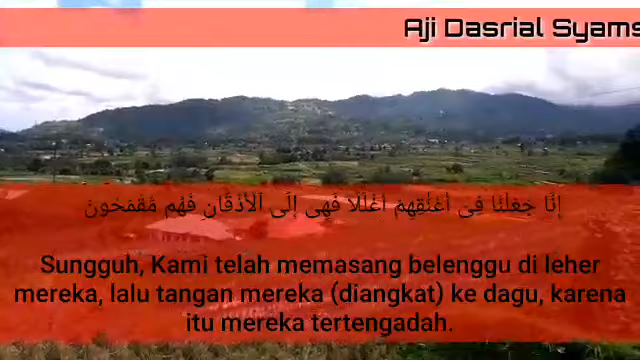 Aji Dasrial Syams
إِنَّا جَعَلْنَا فِىٓ أَعْنَٰقِهِمْ أَغْلَٰلًا فَهِىَ إِلَى ٱلْأَذْقَانِ فَهُم مُّقْمَحُونَ
Sungguh, Kami telah memasang belenggu di leher
mereka, lalu tangan mereka (diangkat) ke dagu, karena
itu mereka tertengadah.